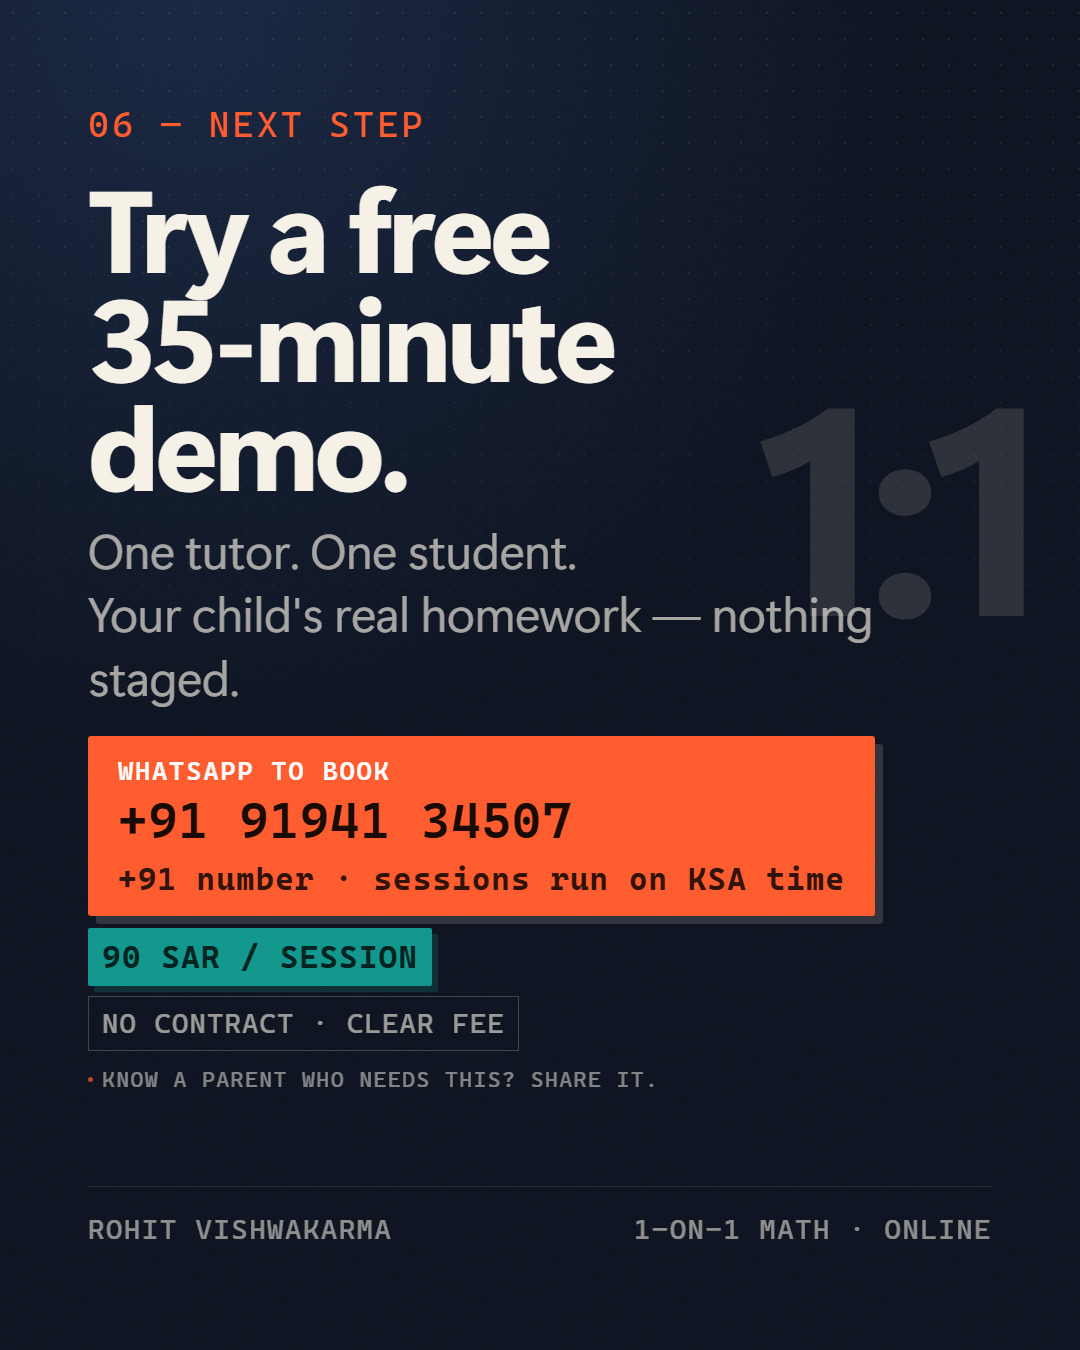 06 — NEXT STEP
Try a free
35-minute
demo.
1:1
One tutor. One student.
Your child's real homework — nothing
staged.
WHATSAPP TO BOOK
+91 91941 34507
+91 number · sessions run on KSA time
90 SAR / SESSION
NO CONTRACT · CLEAR FEE
• KNOW A PARENT WHO NEEDS THIS? SHARE IT.
ROHIT VISHWAKARMA
1-ON-1 MATH · ONLINE